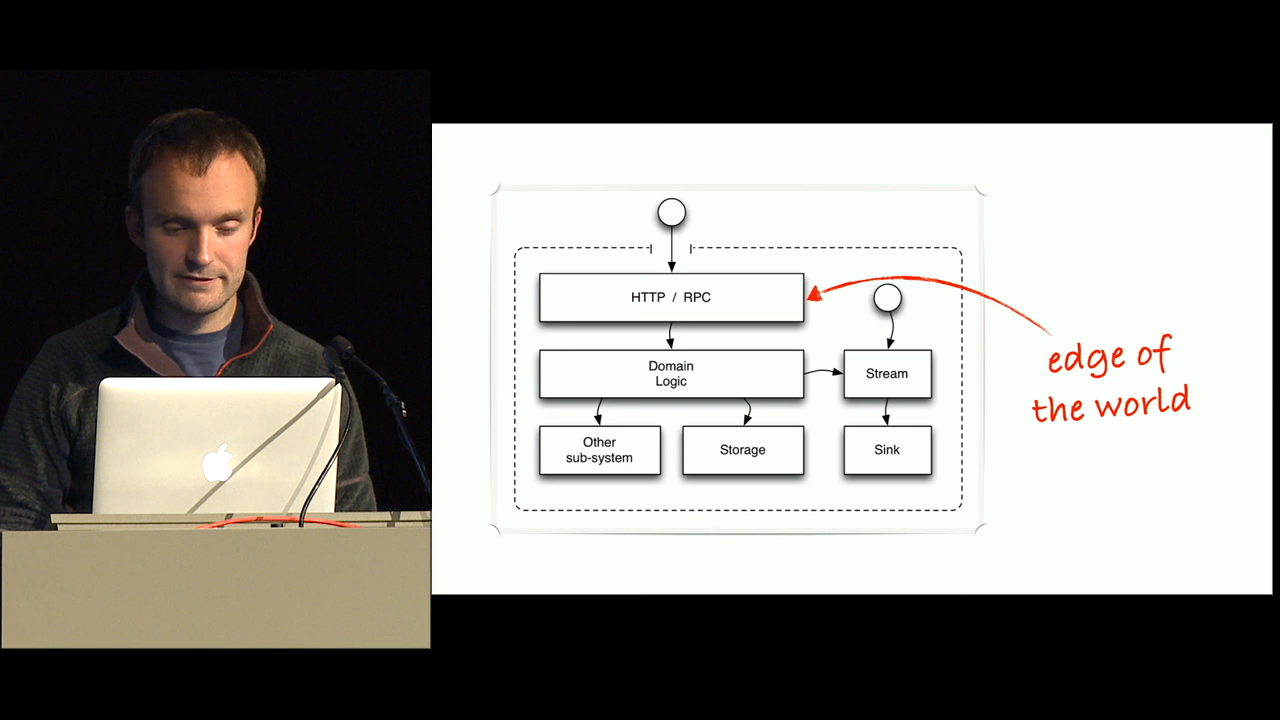 HTTP / RPC
Domain
Logic
Stream
Other
sub-system
Storage
Sink
edge of
the world